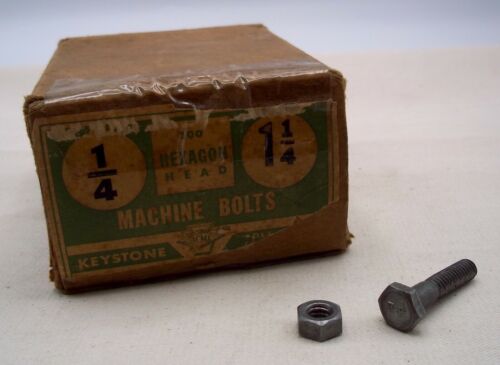 1/4
100
HEXAGON
HEAD
1 1/4
MACHINE BOLTS
KEYSTONE